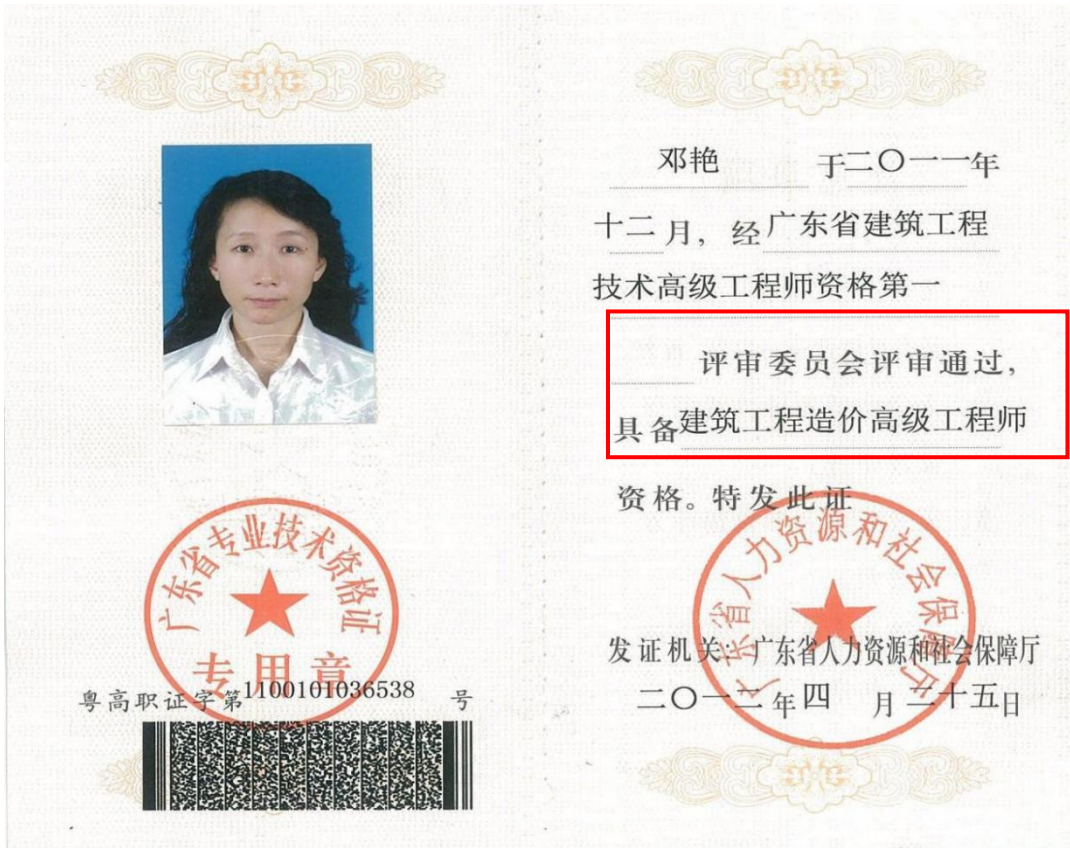 广东省专业技术资格证
专用章
粤高职证字第1100101036538号
邓艳 于二〇一一年
十二月，经广东省建筑工程
技术高级工程师资格第一
评审委员会评审通过，
具备建筑工程造价高级工程师
资格。特发此证
广东省人力资源和社会保障厅
发证机关：广东省人力资源和社会保障厅
二〇一二年四月二十五日